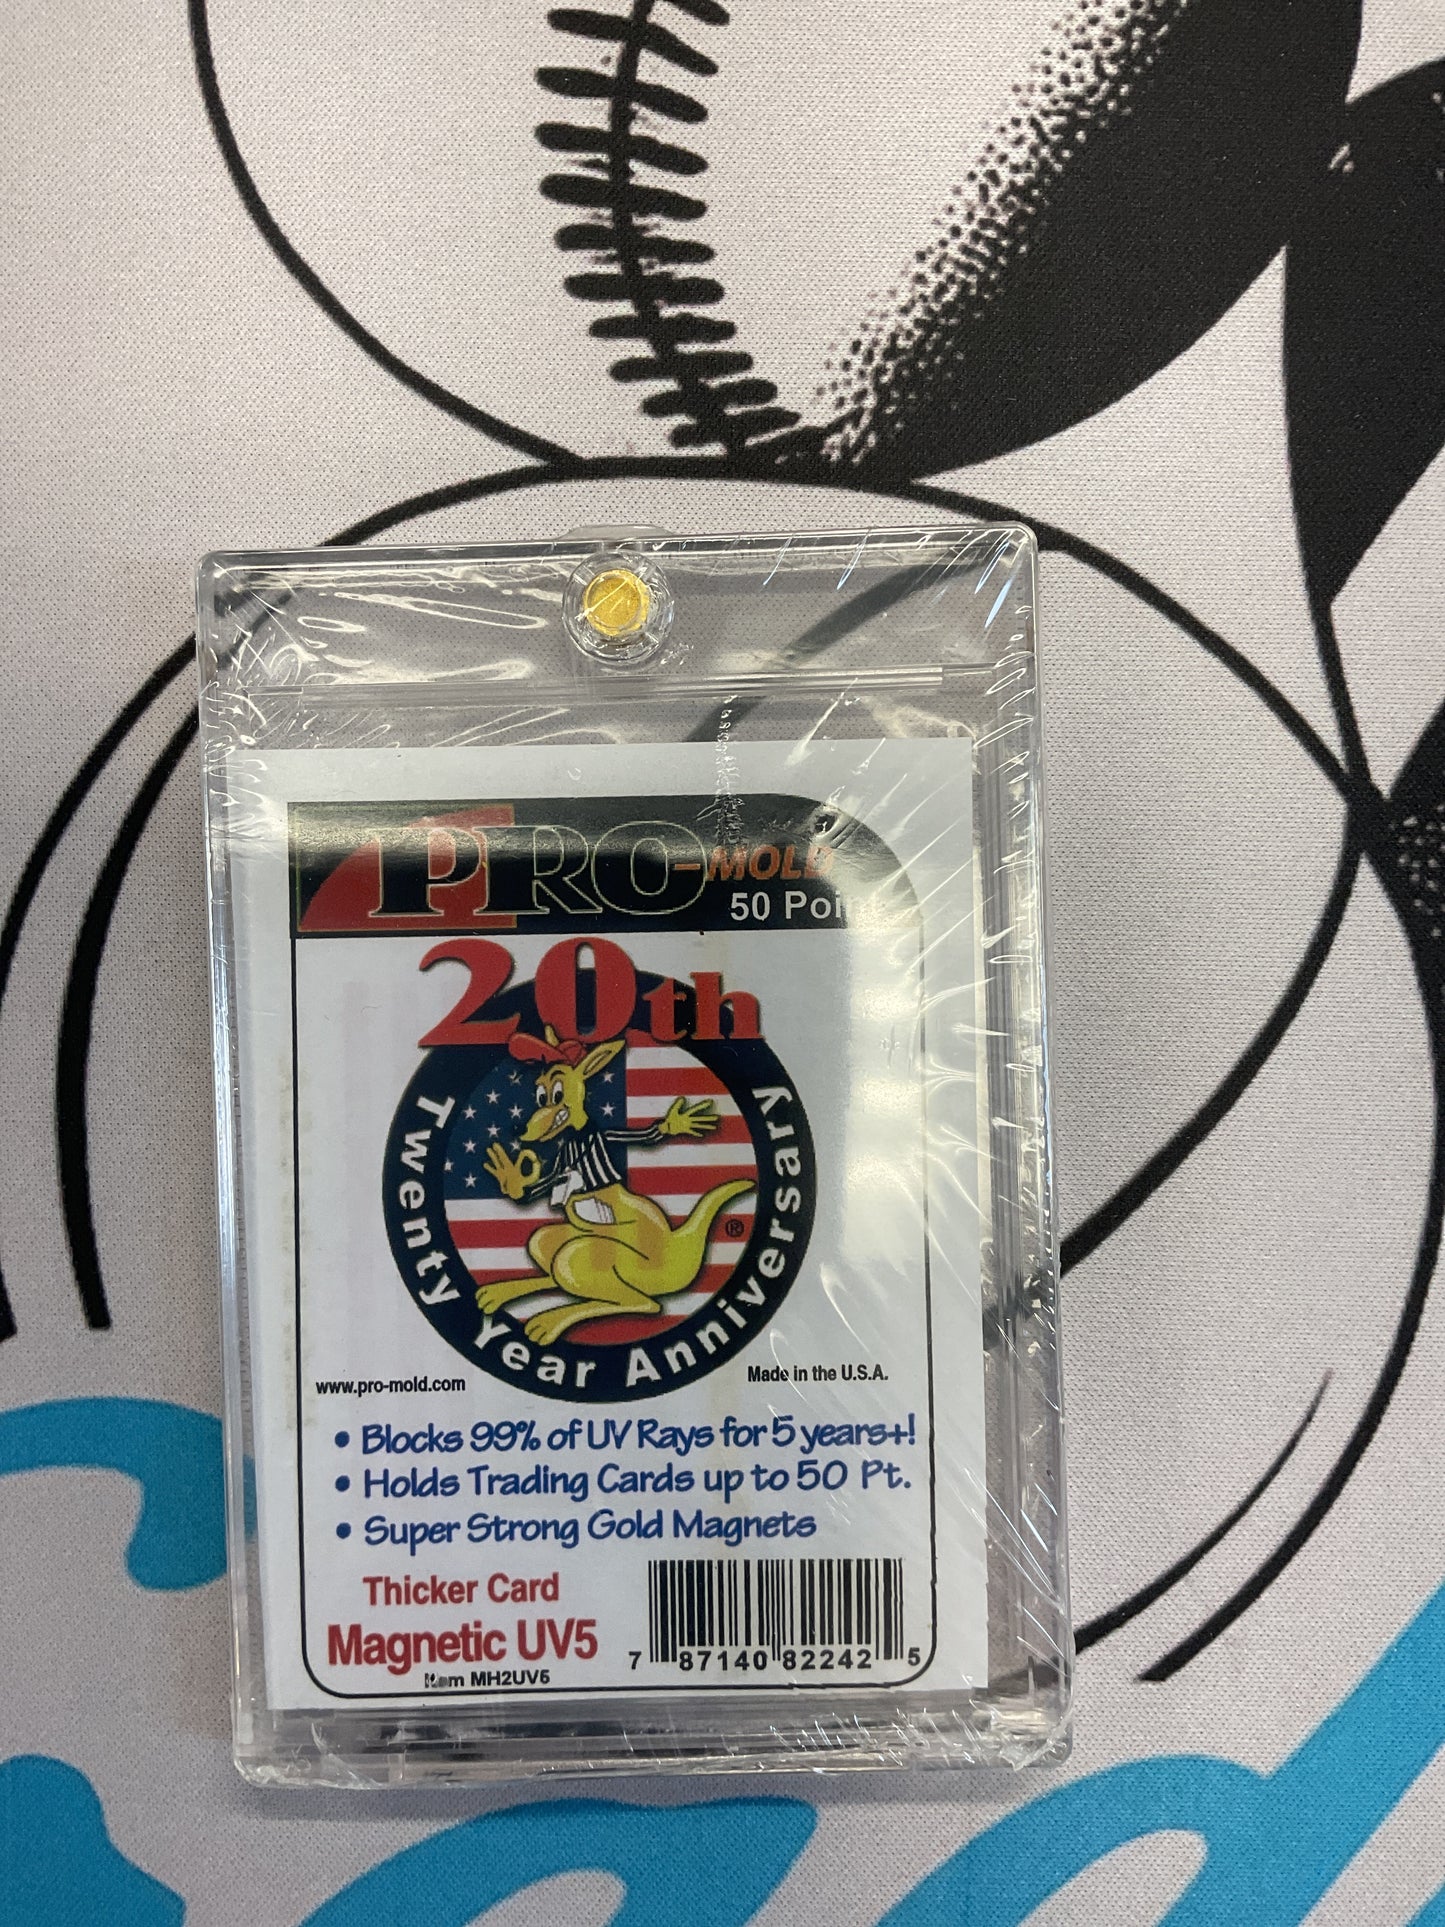 PRO-MOLD
50 Poi
20th
Twenty Year Anniversary
®
www.pro-mold.com
Made in the U.S.A.
• Blocks 99% of UV Rays for 5 years+!
• Holds Trading Cards up to 50 Pt.
• Super Strong Gold Magnets
Thicker Card
Magnetic UV5
Item MH2UV5
7 87140 82242 5